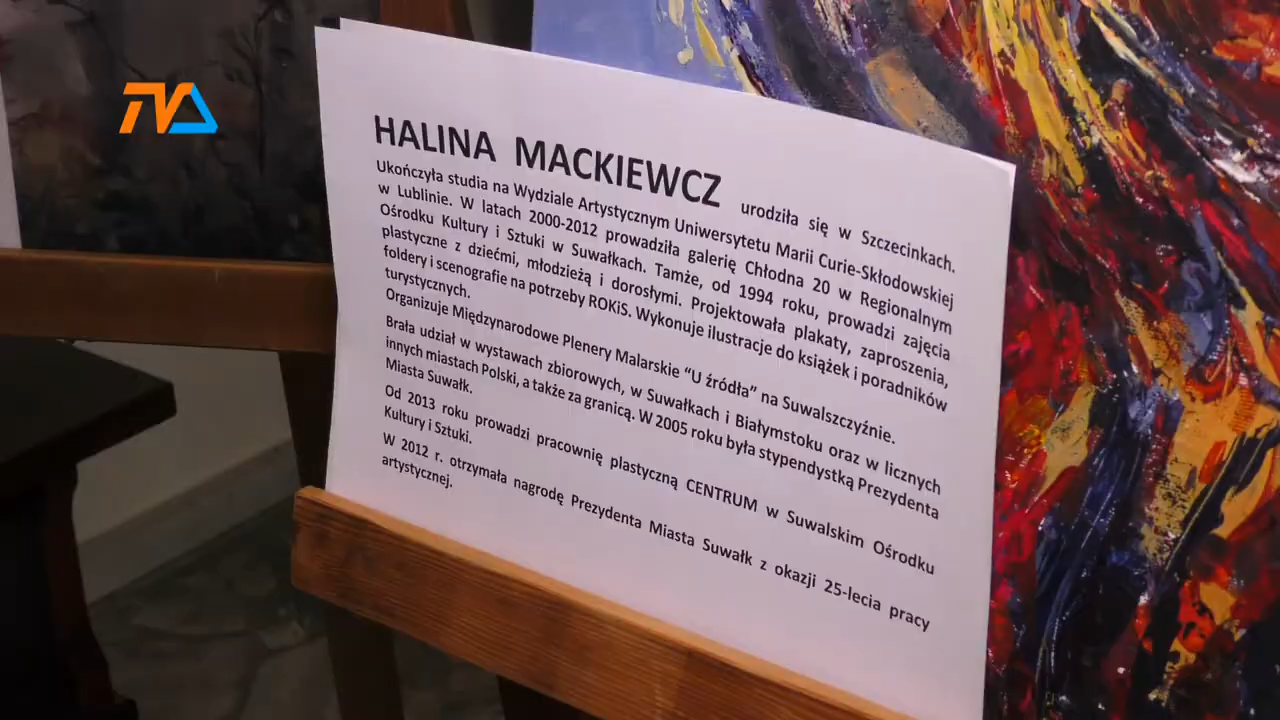 TVA
HALINA MACKIEWCZ urodziła się w Szczecinkach.
Ukończyła studia na Wydziale Artystycznym Uniwersytetu Marii Curie-Skłodowskiej
w Lublinie. W latach 2000-2012 prowadziła galerię Chłodna 20 w Regionalnym
Ośrodku Kultury i Sztuki w Suwałkach. Tamże, od 1994 roku, prowadzi zajęcia
plastyczne z dziećmi, młodzieżą i dorosłymi. Projektowała plakaty, zaproszenia,
foldery i scenografie na potrzeby ROKiS. Wykonuje ilustracje do książek i poradników
turystycznych.
Organizuje Międzynarodowe Plenery Malarskie “U źródła” na Suwalszczyźnie.
Brała udział w wystawach zbiorowych, w Suwałkach i Białymstoku oraz w licznych
innych miastach Polski, a także za granicą. W 2005 roku była stypendystką Prezydenta
Miasta Suwałk.
Od 2013 roku prowadzi pracownię plastyczną CENTRUM w Suwalskim Ośrodku
Kultury i Sztuki.
W 2012 r. otrzymała nagrodę Prezydenta Miasta Suwałk z okazji 25-lecia pracy
artystycznej.